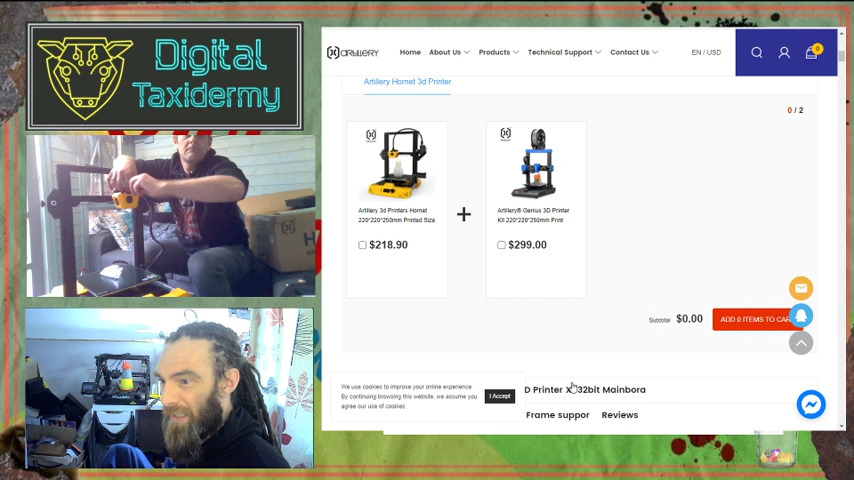 Digital
Taxidermy
ARTILLERY
Home
About Us
Products
Technical Support
Contact Us
EN / USD
0
Artillery Hornet 3d Printer
0 / 2
Artillery 3d Printers Hornet
220*220*250mm Printed Size
$218.90
+
Artillery® Genius 3D Printer
Kit 220*220*250mm Print
$299.00
Subtotal $0.00
ADD 0 ITEMS TO CAR
We use cookies to improve your online experience.
By continuing browsing this website, we assume you
agree our use of cookies.
I Accept
D Printer X 32bit Mainbora
Frame suppor
Reviews